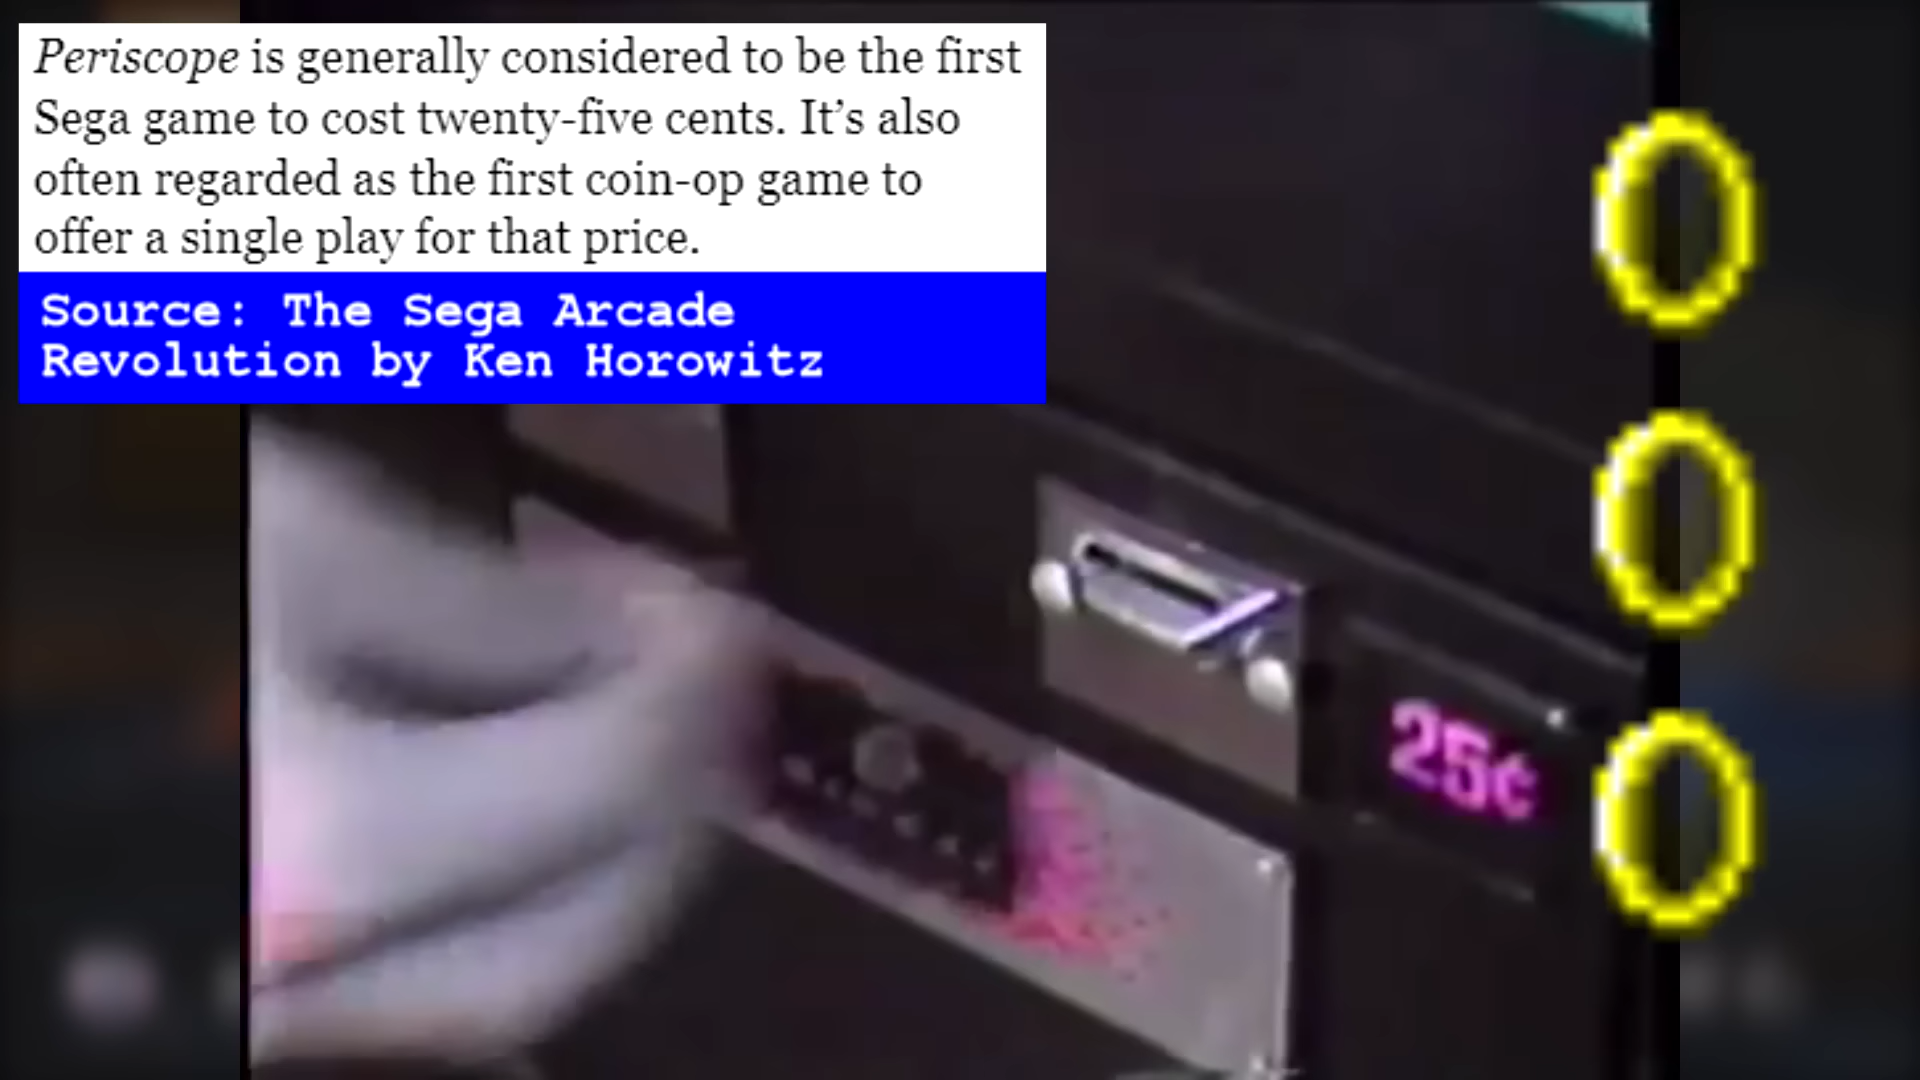 Periscope is generally considered to be the first
Sega game to cost twenty-five cents. It’s also
often regarded as the first coin-op game to
offer a single play for that price.
Source: The Sega Arcade
Revolution by Ken Horowitz
25¢